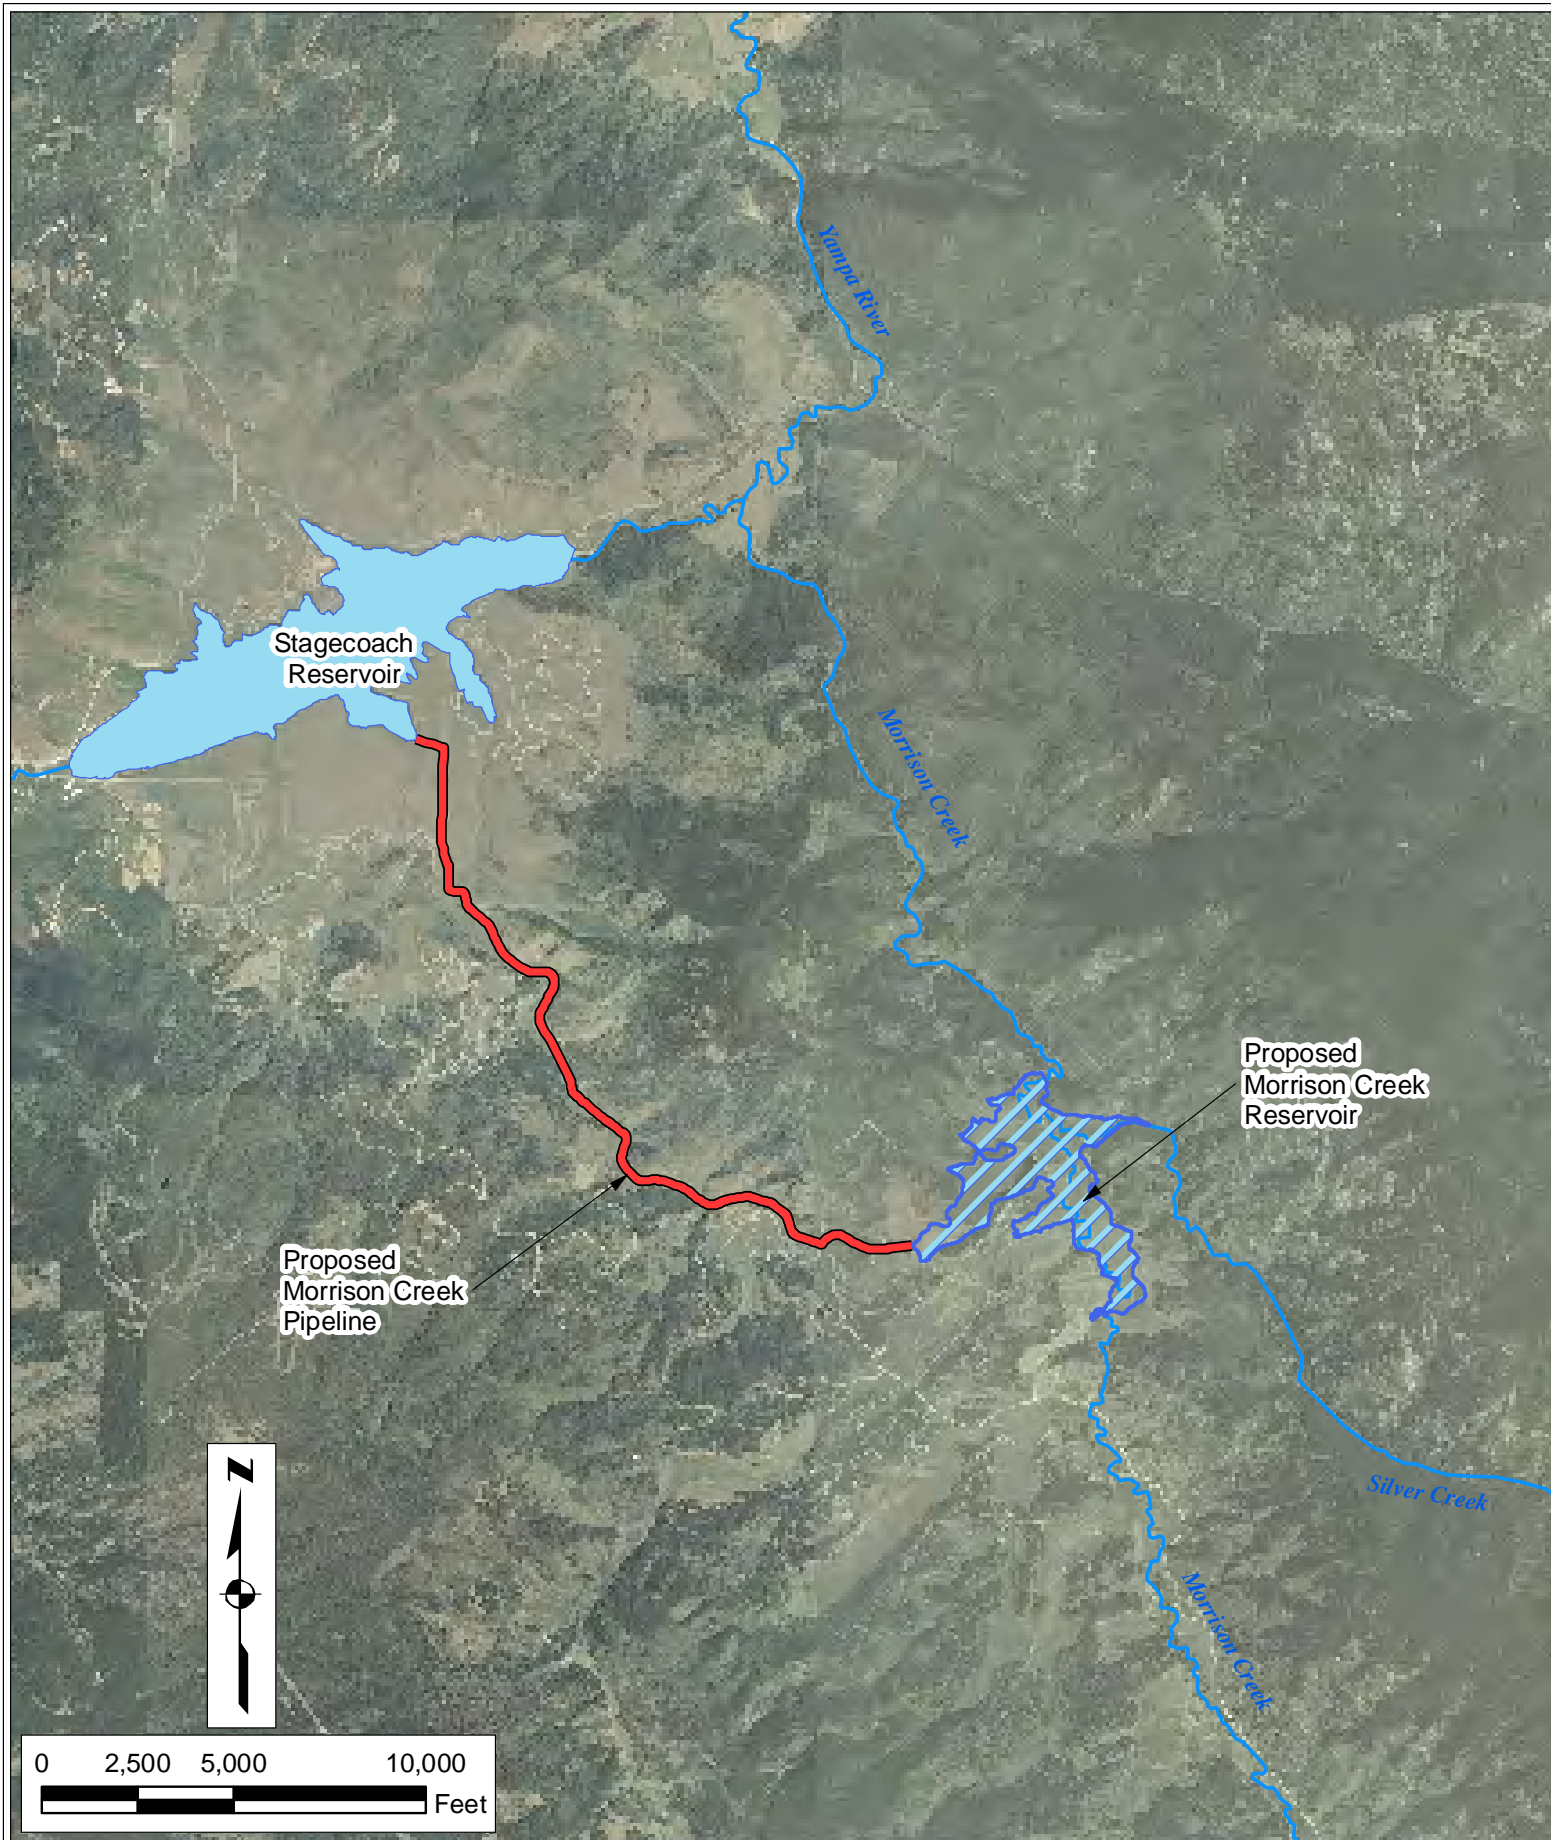 Yampa River
Stagecoach
Reservoir
Morrison Creek
Proposed
Morrison Creek
Reservoir
Proposed
Morrison Creek
Pipeline
N
Silver Creek
Morrison Creek
0 2,500 5,000 10,000
Feet